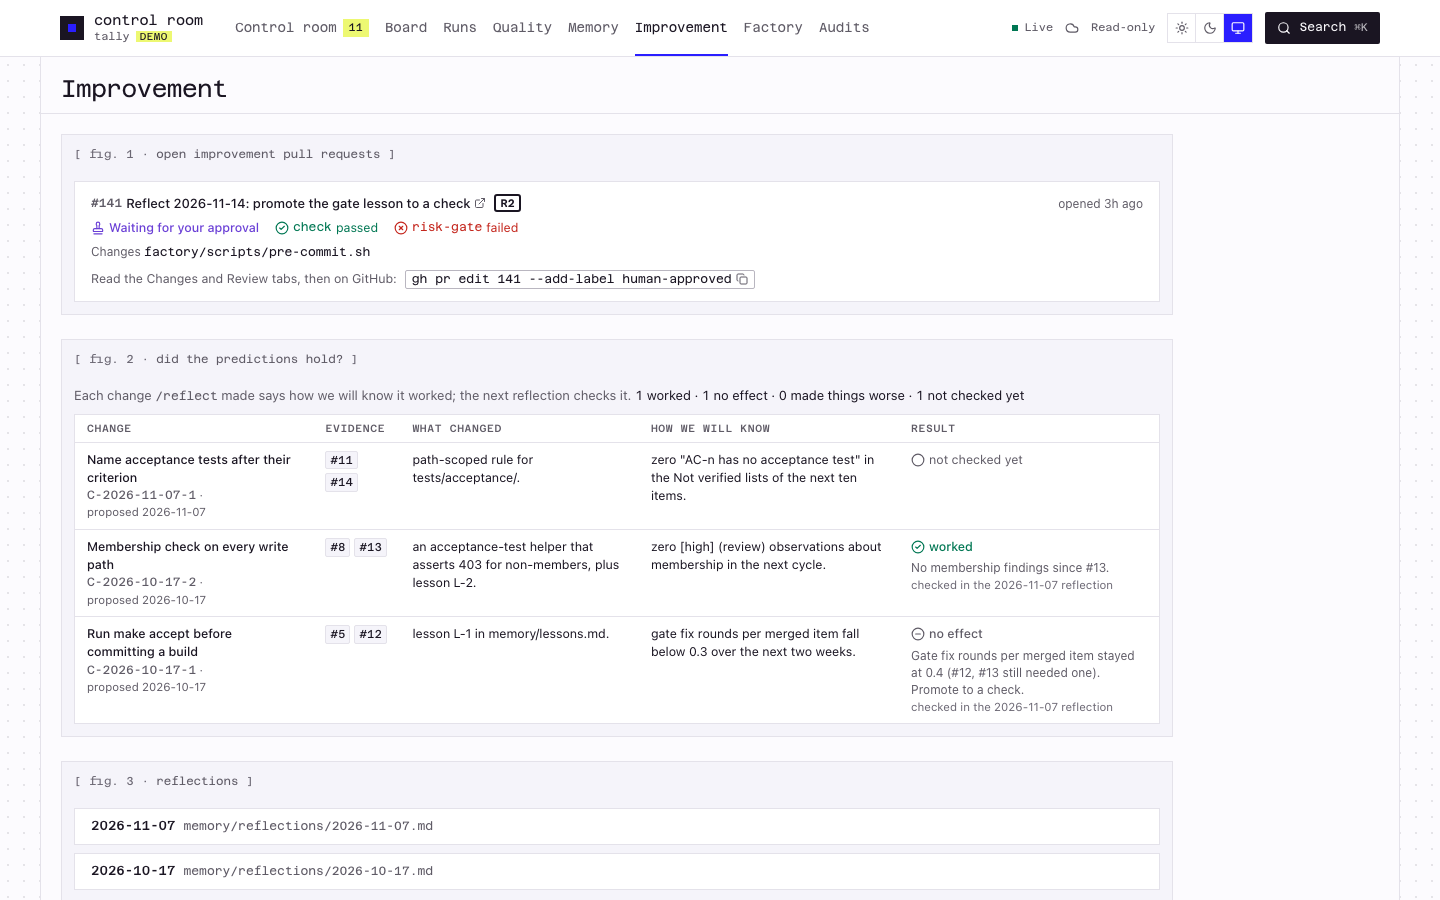 control room
tally DEMO
Control room 11 Board Runs Quality Memory Improvement Factory Audits
Live Read-only
Search ⌘K
Improvement
[ fig. 1 · open improvement pull requests ]
#141 Reflect 2026-11-14: promote the gate lesson to a check R2
opened 3h ago
Waiting for your approval check passed risk-gate failed
Changes factory/scripts/pre-commit.sh
Read the Changes and Review tabs, then on GitHub: gh pr edit 141 --add-label human-approved
[ fig. 2 · did the predictions hold? ]
Each change /reflect made says how we will know it worked; the next reflection checks it. 1 worked · 1 no effect · 0 made things worse · 1 not checked yet
CHANGE EVIDENCE WHAT CHANGED HOW WE WILL KNOW RESULT
Name acceptance tests after their
criterion
C-2026-11-07-1 ·
proposed 2026-11-07
#11
#14
path-scoped rule for
tests/acceptance/.
zero "AC-n has no acceptance test" in
the Not verified lists of the next ten
items.
not checked yet
Membership check on every write
path
C-2026-10-17-2 ·
proposed 2026-10-17
#8 #13
an acceptance-test helper that
asserts 403 for non-members, plus
lesson L-2.
zero [high] (review) observations about
membership in the next cycle.
worked
No membership findings since #13.
checked in the 2026-11-07 reflection
Run make accept before
committing a build
C-2026-10-17-1 ·
proposed 2026-10-17
#5 #12
lesson L-1 in memory/lessons.md.
gate fix rounds per merged item fall
below 0.3 over the next two weeks.
no effect
Gate fix rounds per merged item stayed
at 0.4 (#12, #13 still needed one).
Promote to a check.
checked in the 2026-11-07 reflection
[ fig. 3 · reflections ]
2026-11-07 memory/reflections/2026-11-07.md
2026-10-17 memory/reflections/2026-10-17.md